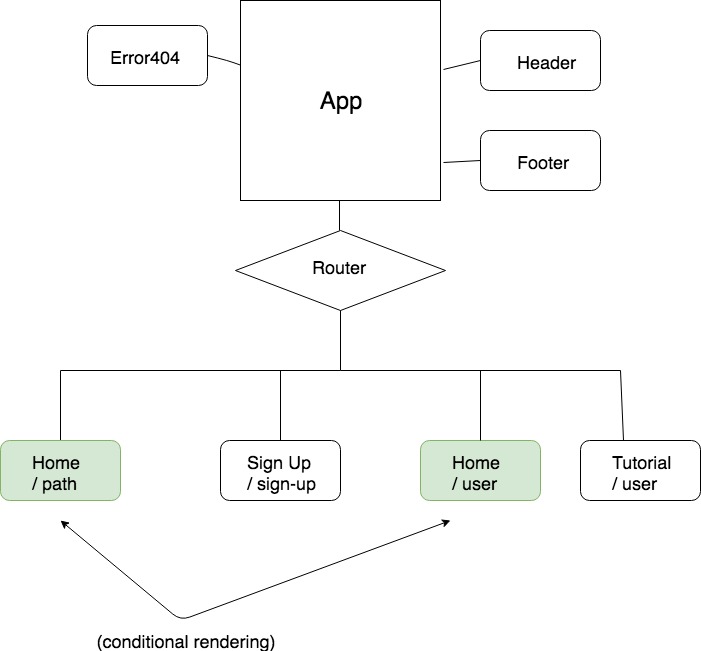 Error404
App
Header
Footer
Router
Home
/ path
Sign Up
/ sign-up
Home
/ user
Tutorial
/ user
(conditional rendering)